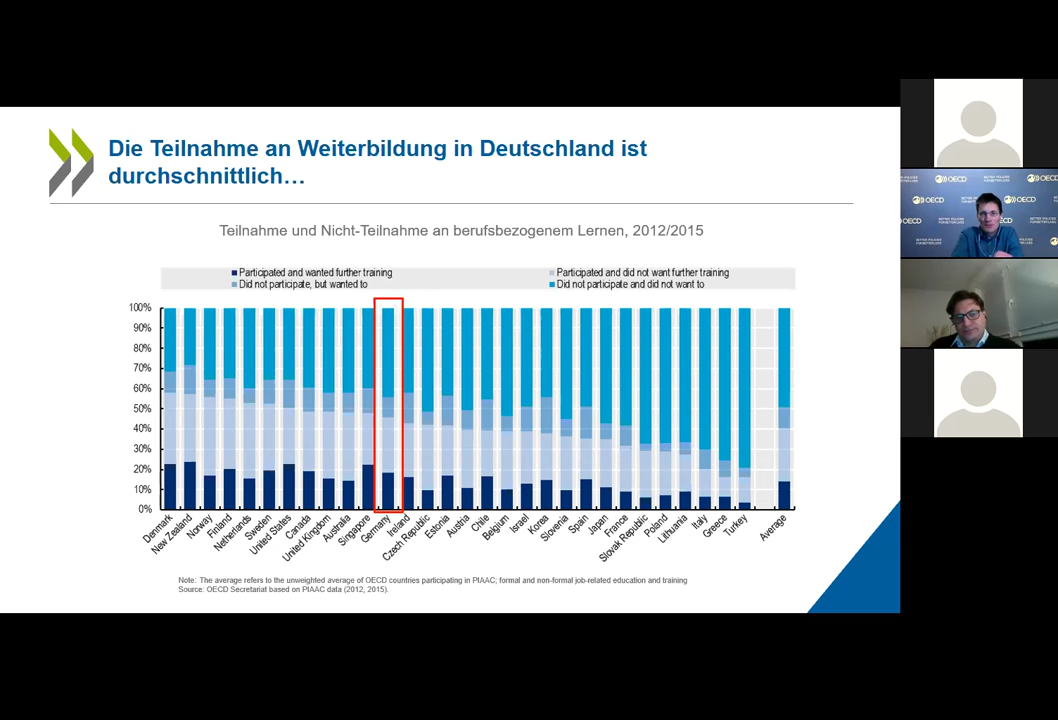 Die Teilnahme an Weiterbildung in Deutschland ist
durchschnittlich…
Teilnahme und Nicht-Teilnahme an berufsbezogenem Lernen, 2012/2015
Participated and wanted further training
Participated and did not want further training
Did not participate, but wanted to
Did not participate and did not want to
100%
90%
80%
70%
60%
50%
40%
30%
20%
10%
0%
Denmark
New Zealand
Norway
Finland
Netherlands
Sweden
United States
Canada
United Kingdom
Australia
Singapore
Germany
Ireland
Czech Republic
Estonia
Austria
Chile
Belgium
Israel
Korea
Slovenia
Spain
Japan
France
Slovak Republic
Poland
Lithuania
Italy
Greece
Turkey
Average
Note: The average refers to the unweighted average of OECD countries participating in PIAAC; formal and non-formal job-related education and training
Source: OECD Secretariat based on PIAAC data (2012, 2015).
OECD
OECD
OECD
OECD
OECD